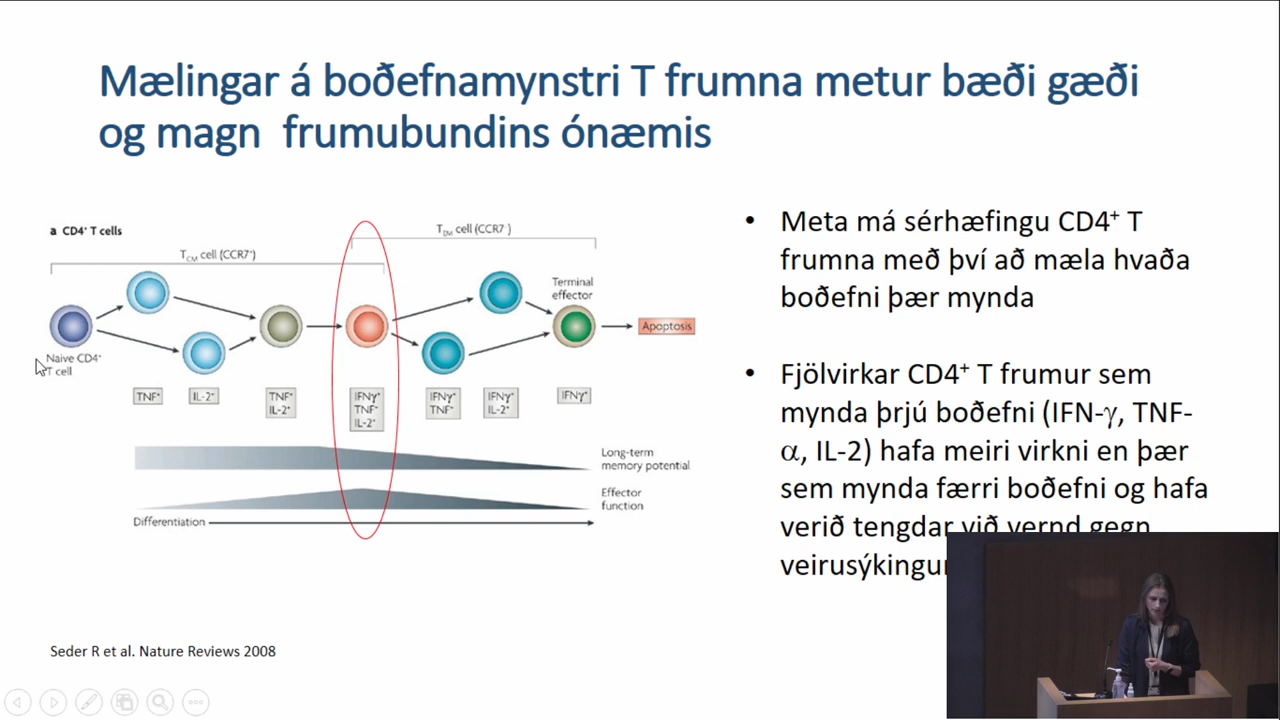 Mælingar á boðefnamynstri T frumna metur bæði gæði
og magn frumubundins ónæmis
a CD4⁺ T cells
T_CM cell (CCR7⁺)
T_EM cell (CCR7⁻)
Terminal
effector
Apoptosis
Naive CD4⁺
T cell
TNF⁺
IL-2⁺
TNF⁺
IL-2⁺
IFNγ⁺
TNF⁺
IL-2⁺
IFNγ⁺
TNF⁺
IFNγ⁺
IL-2⁺
IFNγ⁺
Long-term
memory potential
Effector
function
Differentiation
• Meta má sérhæfingu CD4⁺ T
frumna með því að mæla hvaða
boðefni þær mynda
• Fjölvirkar CD4⁺ T frumur sem
mynda þrjú boðefni (IFN-γ, TNF-
α, IL-2) hafa meiri virkni en þær
sem mynda færri boðefni og hafa
verið tengdar við vernd gegn
Seder R et al. Nature Reviews 2008